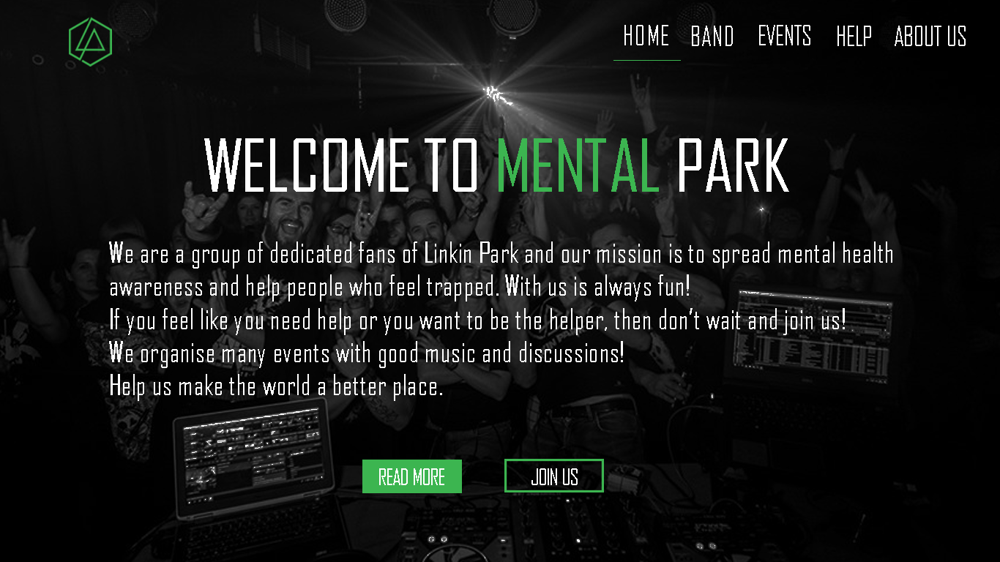 HOME BAND EVENTS HELP ABOUT US
WELCOME TO MENTAL PARK
We are a group of dedicated fans of Linkin Park and our mission is to spread mental health
awareness and help people who feel trapped. With us is always fun!
If you feel like you need help or you want to be the helper, then don't wait and join us!
We organise many events with good music and discussions!
Help us make the world a better place.
READ MORE JOIN US